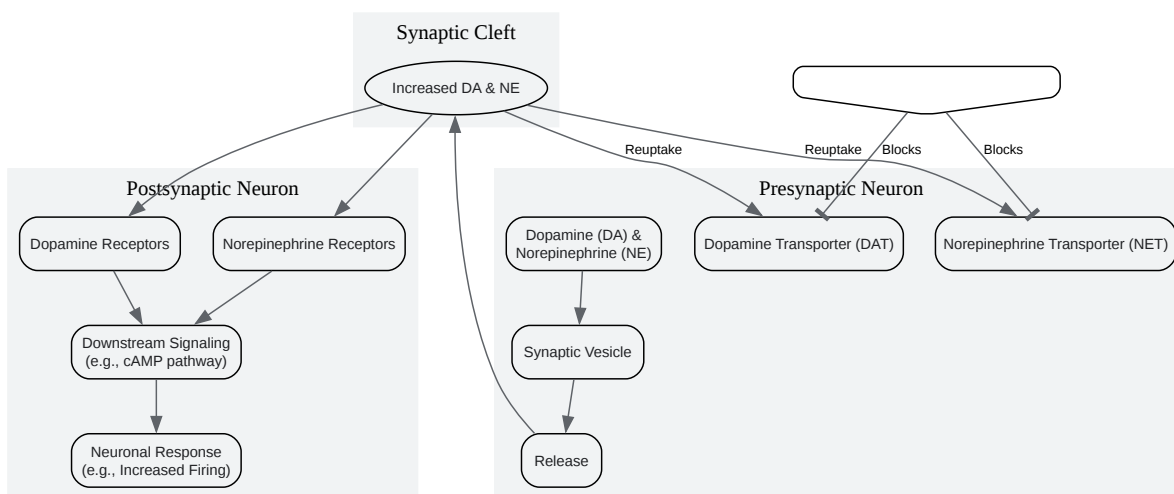 Synaptic Cleft
Increased DA & NE
Reuptake
Reuptake
Blocks
Blocks
Postsynaptic Neuron
Presynaptic Neuron
Dopamine Receptors
Norepinephrine Receptors
Dopamine (DA) &
Norepinephrine (NE)
Dopamine Transporter (DAT)
Norepinephrine Transporter (NET)
Downstream Signaling
(e.g., cAMP pathway)
Synaptic Vesicle
Neuronal Response
(e.g., Increased Firing)
Release